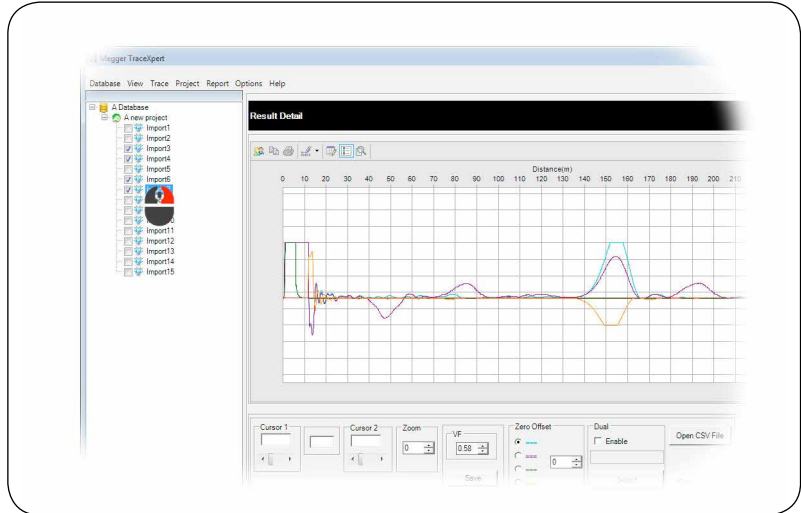 Megger TraceXpert
Database View Trace Project Report Options Help
A Database
A new project
Import1
Import2
Import3
Import4
Import5
Import6
Import11
Import12
Import13
Import14
Import15
Result Detail
Distance(m)
0 10 20 30 40 50 60 70 80 90 100 110 120 130 140 150 160 170 180 190 200 210
Cursor 1 Cursor 2 Zoom VF Zero Offset Dual
Enable Open CSV File
0 0.58
0
Save Select